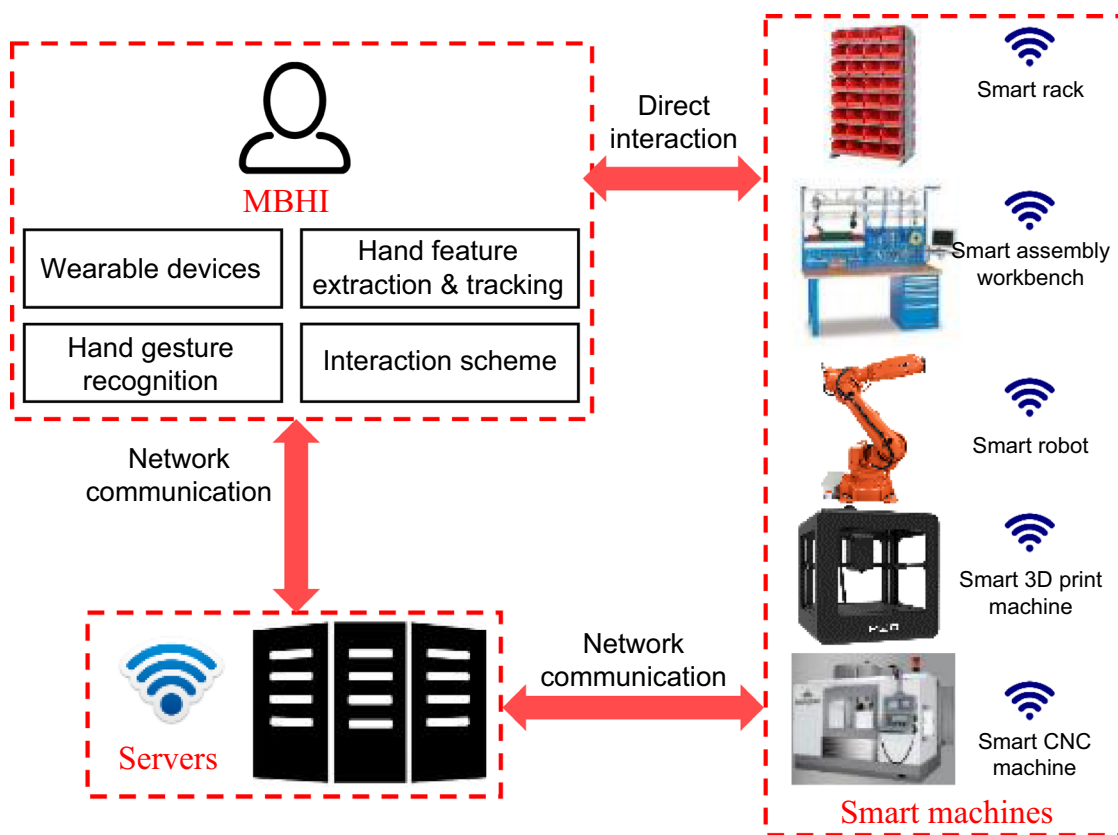 MBHI
Wearable devices
Hand feature
extraction & tracking
Hand gesture
recognition
Interaction scheme
Direct
interaction
Smart rack
Smart assembly
workbench
Smart robot
Smart 3D print
machine
Smart CNC
machine
Smart machines
Network
communication
Servers
Network
communication